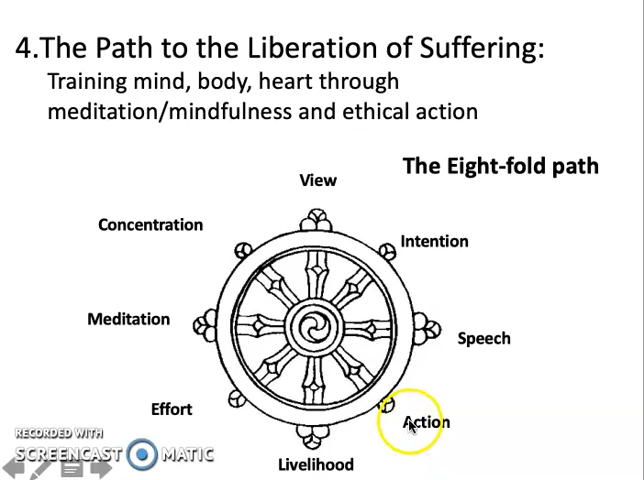 4.The Path to the Liberation of Suffering:
Training mind, body, heart through
meditation/mindfulness and ethical action
The Eight-fold path
View
Concentration
Intention
Meditation
Speech
Effort
Action
Livelihood
RECORDED WITH
SCREENCAST MATIC